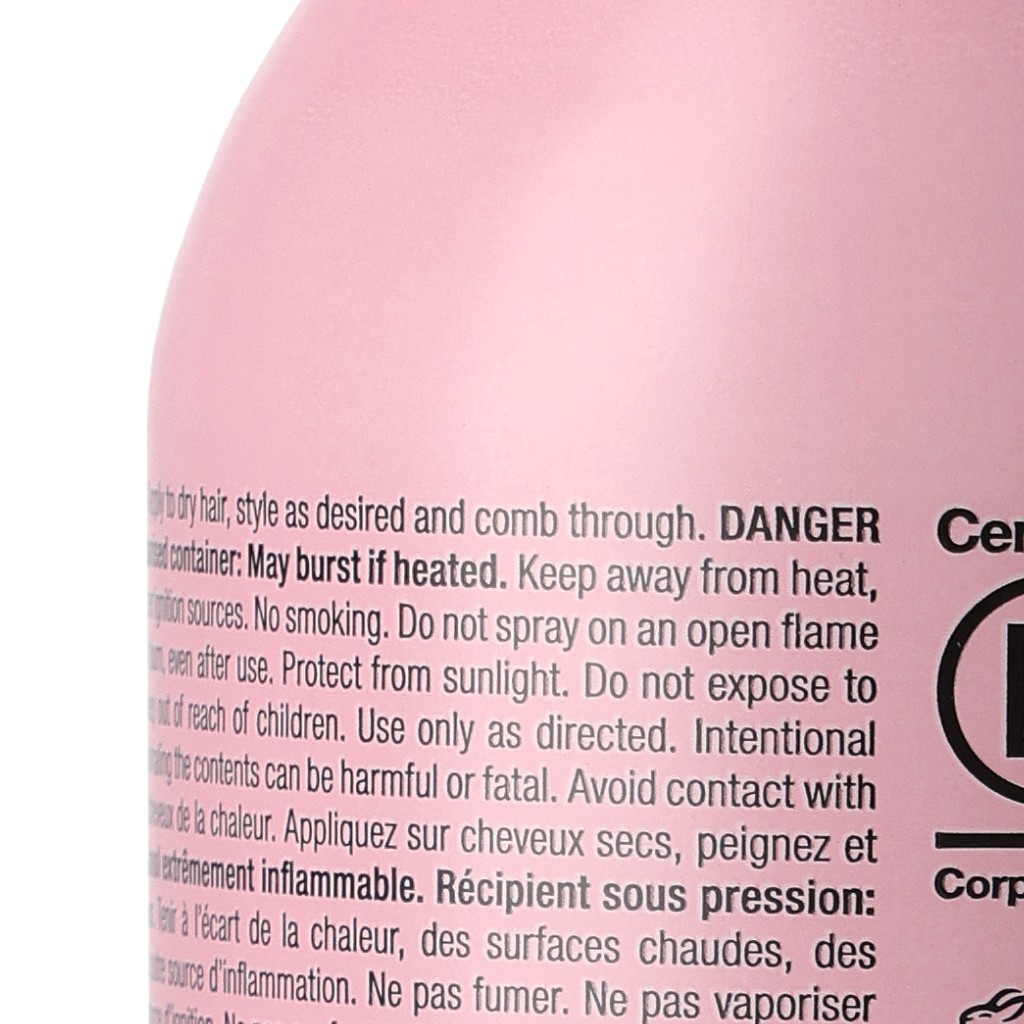 to dry hair, style as desired and comb through. DANGER
container: May burst if heated. Keep away from heat,
ignition sources. No smoking. Do not spray on an open flame
even after use. Protect from sunlight. Do not expose to
out of reach of children. Use only as directed. Intentional
the contents can be harmful or fatal. Avoid contact with
de la chaleur. Appliquez sur cheveux secs, peignez et
extrêmement inflammable. Récipient sous pression:
Tenir à l'écart de la chaleur, des surfaces chaudes, des
source d'inflammation. Ne pas fumer. Ne pas vaporiser
Cer
Corp